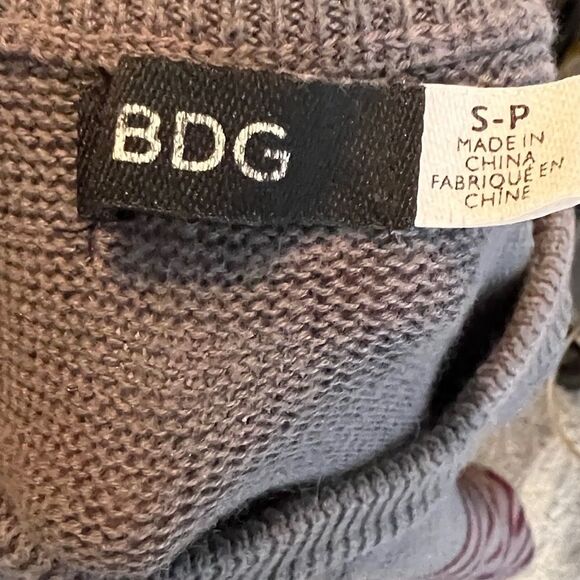 BDG
S-P
MADE IN
CHINA
FABRIQUÉ EN
CHINE